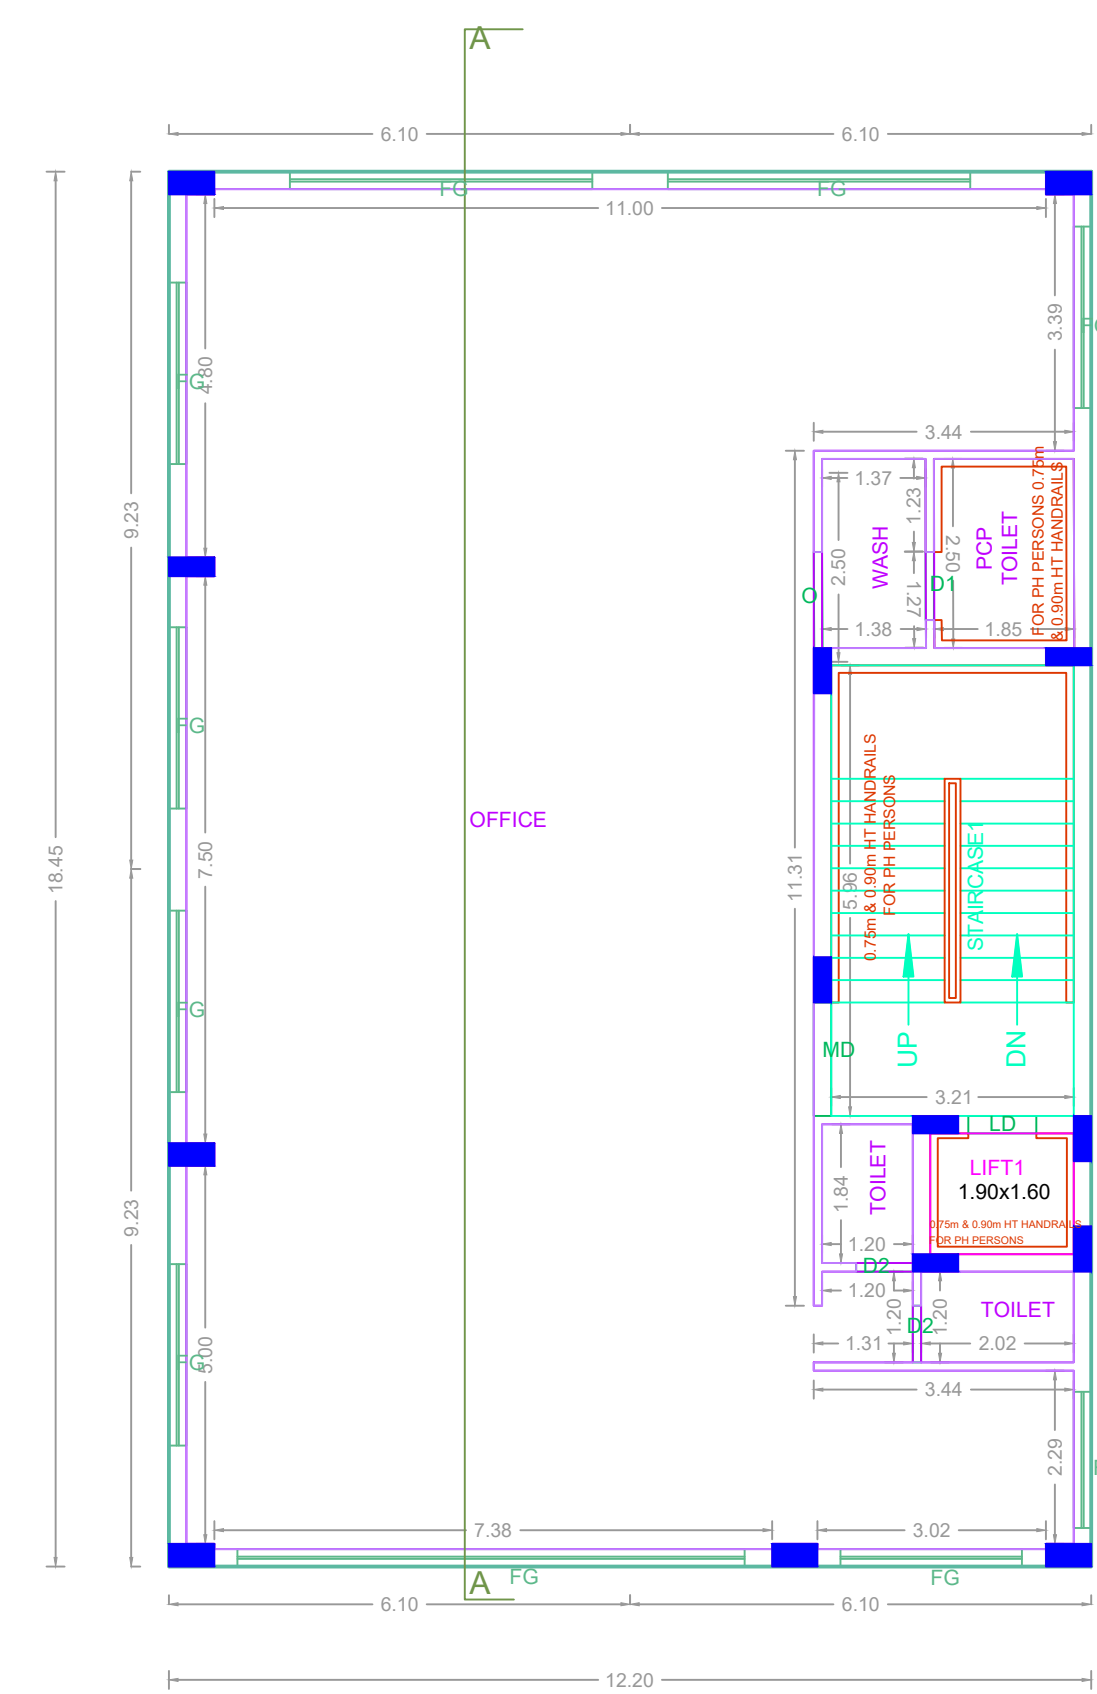 A
6.10
6.10
FG
FG
11.00
4.80
FG
3.39
3.44
9.23
1.37
1.23
2.50
WASH
2.50
PCP
TOILET
FOR PH PERSONS 0.75m
& 0.90m HT HANDRAILS
O
D1
1.27
1.38
1.85
FG
OFFICE
18.45
7.50
11.31
5.96
0.75m & 0.90m HT HANDRAILS
FOR PH PERSONS
STAIRCASE1
FG
MD
UP
DN
3.21
LD
TOILET
1.84
LIFT1
1.90x1.60
0.75m & 0.90m HT HANDRAILS
FOR PH PERSONS
9.23
1.20
D2
1.20
1.20
1.20
TOILET
D2
1.31
2.02
FG
5.00
3.44
2.29
7.38
3.02
A
FG
FG
6.10
6.10
12.20